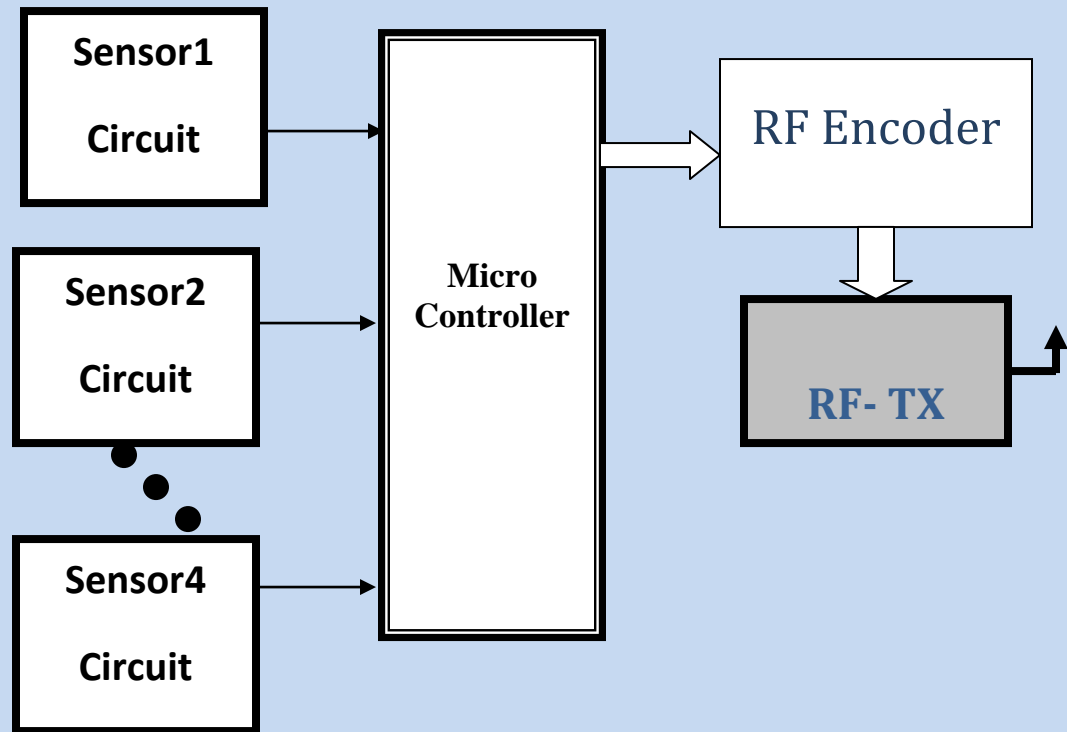 Sensor1
Circuit
Sensor2
Circuit
Sensor4
Circuit
Micro
Controller
RF Encoder
RF- TX